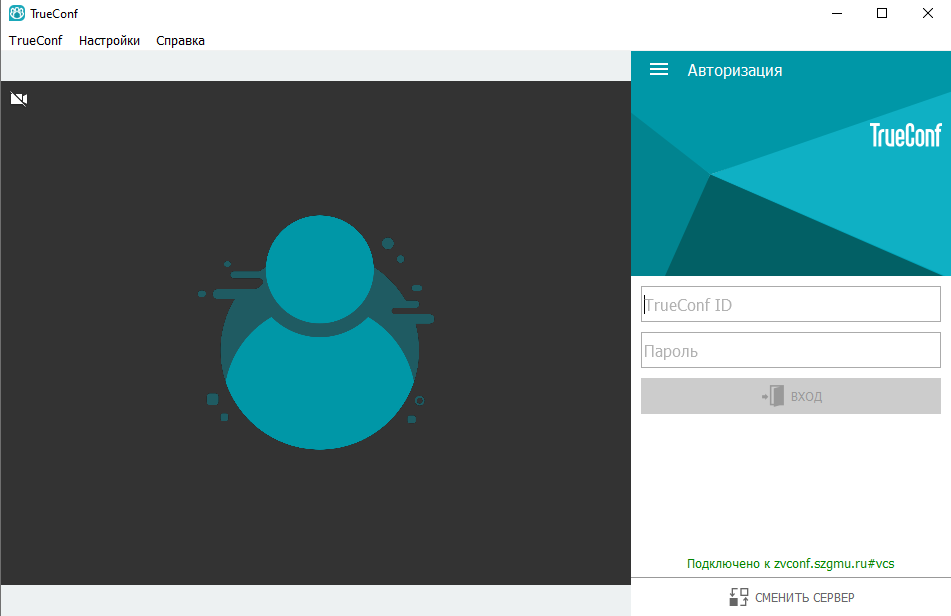 TrueConf
TrueConf Настройки Справка
Авторизация
TrueConf
TrueConf ID
Пароль
ВХОД
Подключено к zvconf.szgmu.ru#vcs
СМЕНИТЬ СЕРВЕР